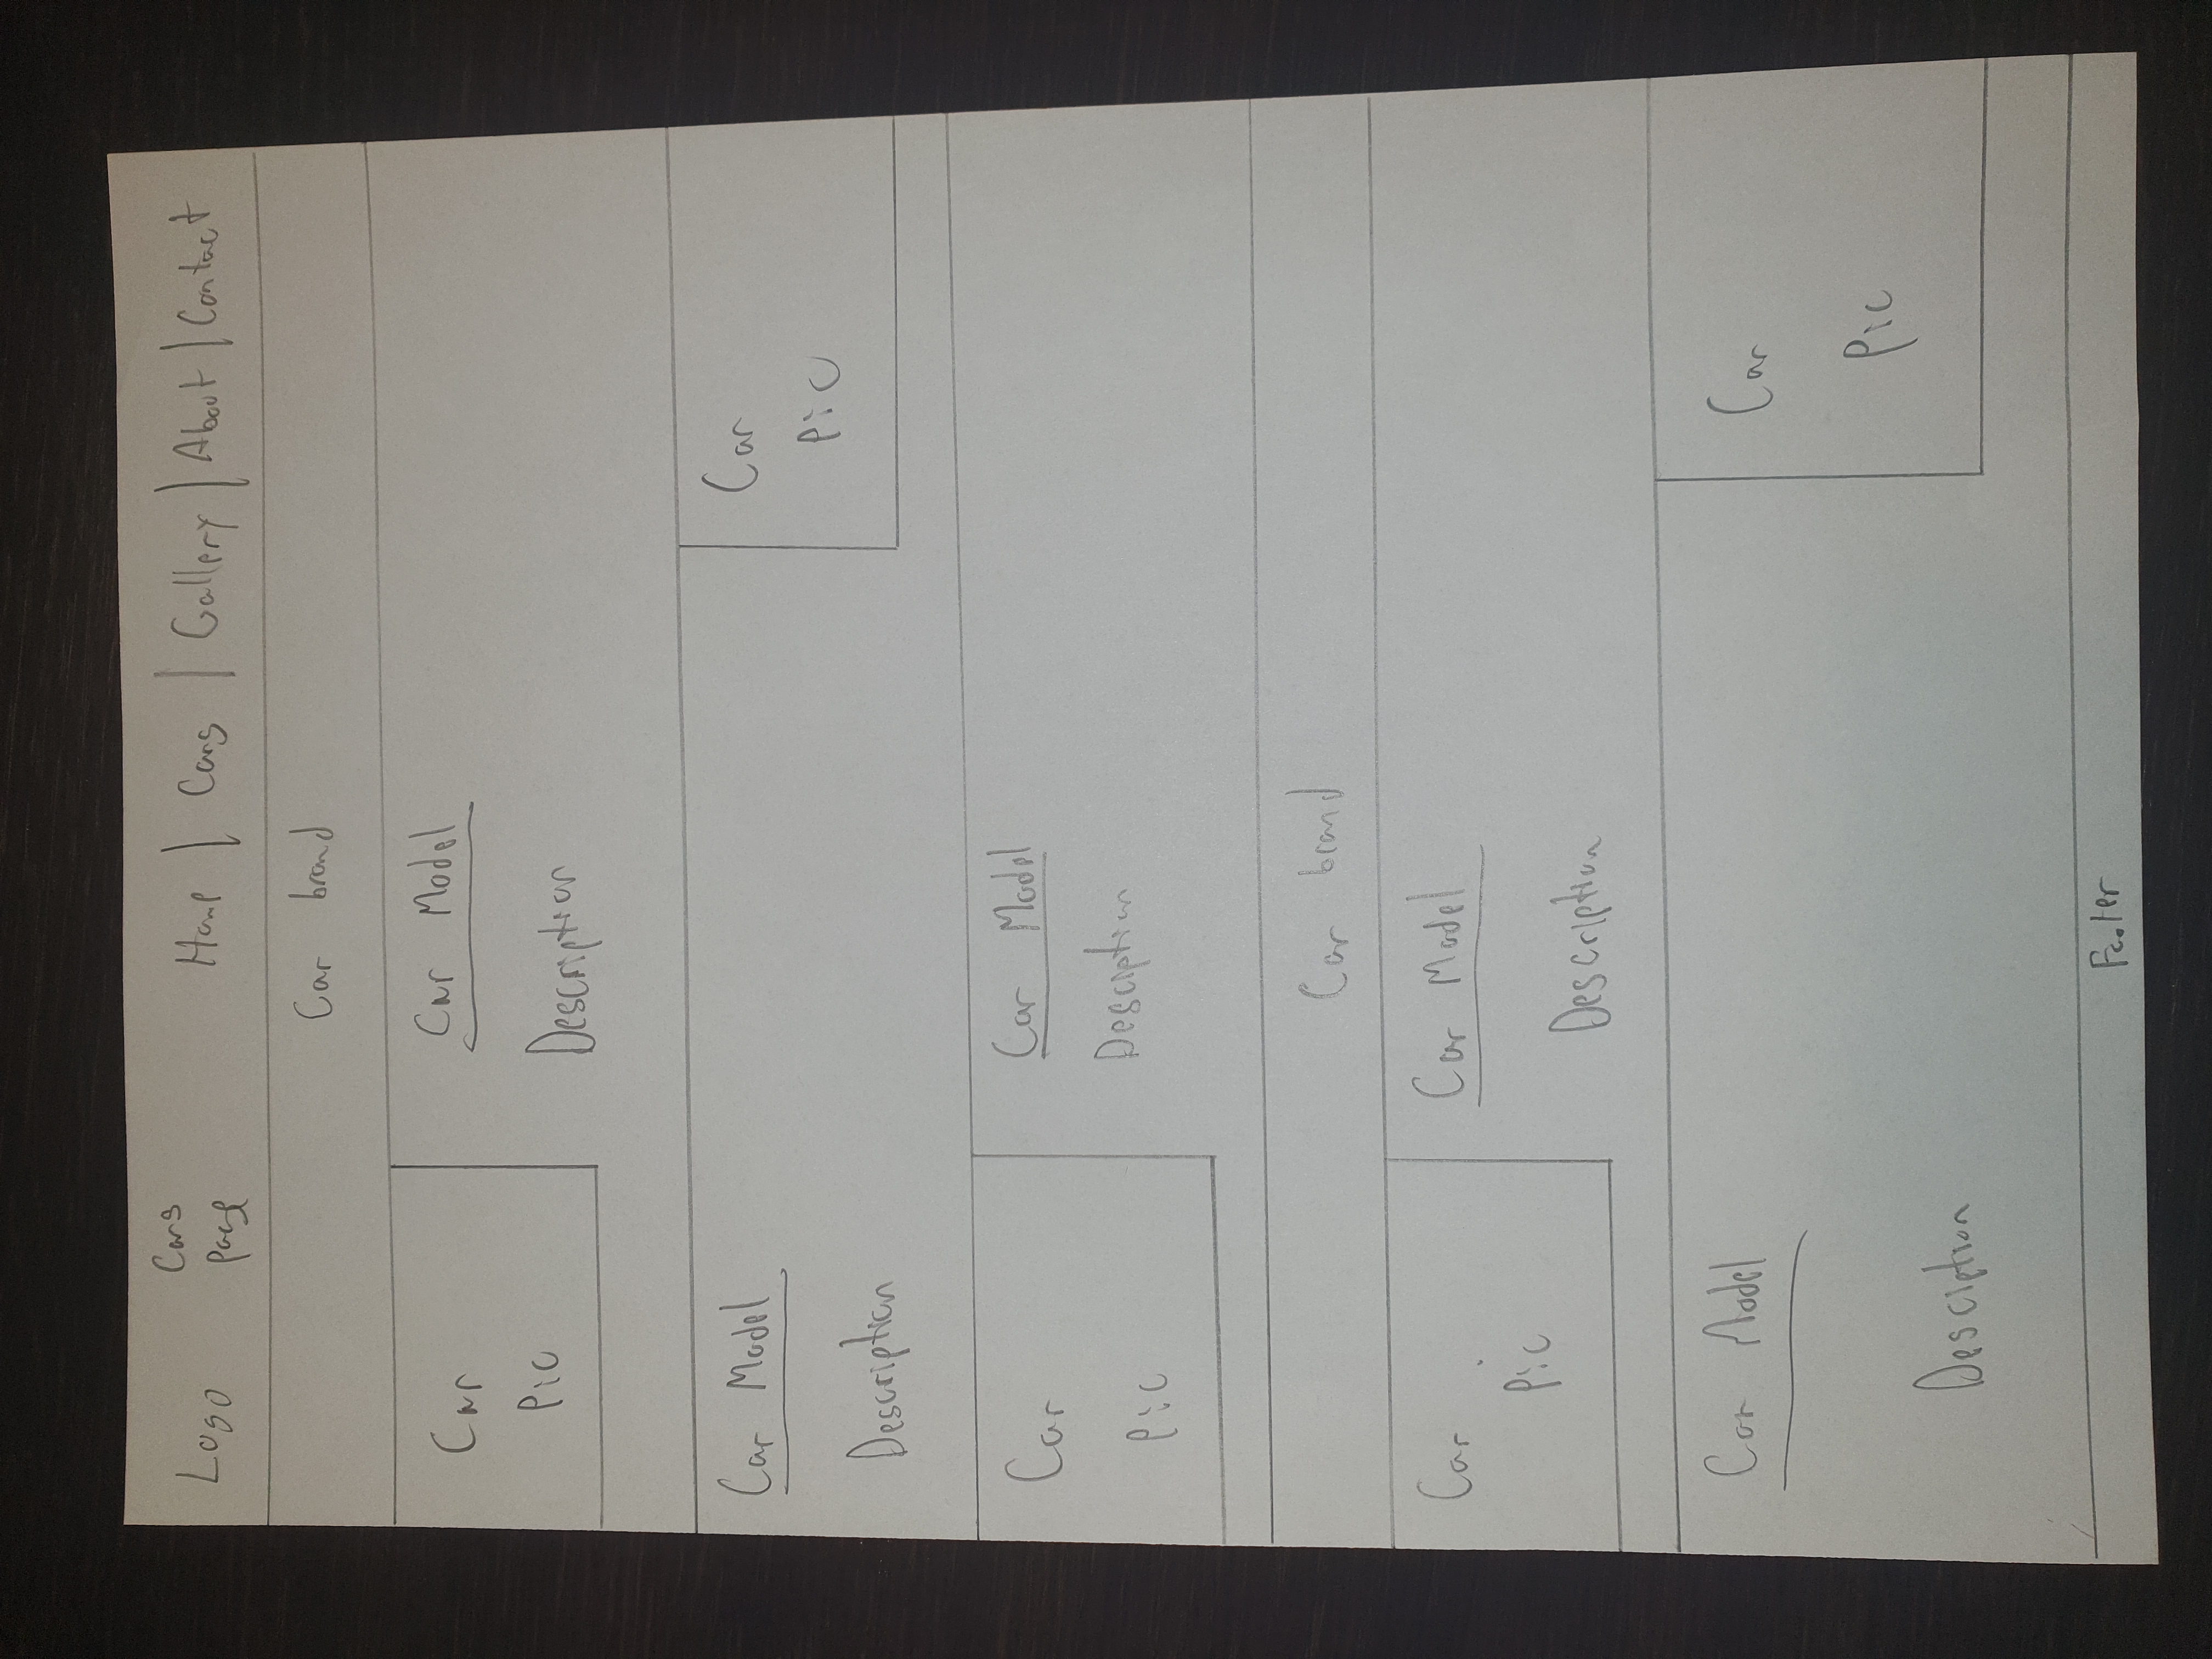 Logo
Cars
page
Home | Cars | Gallery | About | Contact
Car brand
Car
Pic
Car Model
Description
Car Model
Description
Car
Pic
Car
Pic
Car Model
Desciption
Car brand
Car
Pic
Car Model
Description
Car Model
Desciption
Car
Pic
Footer